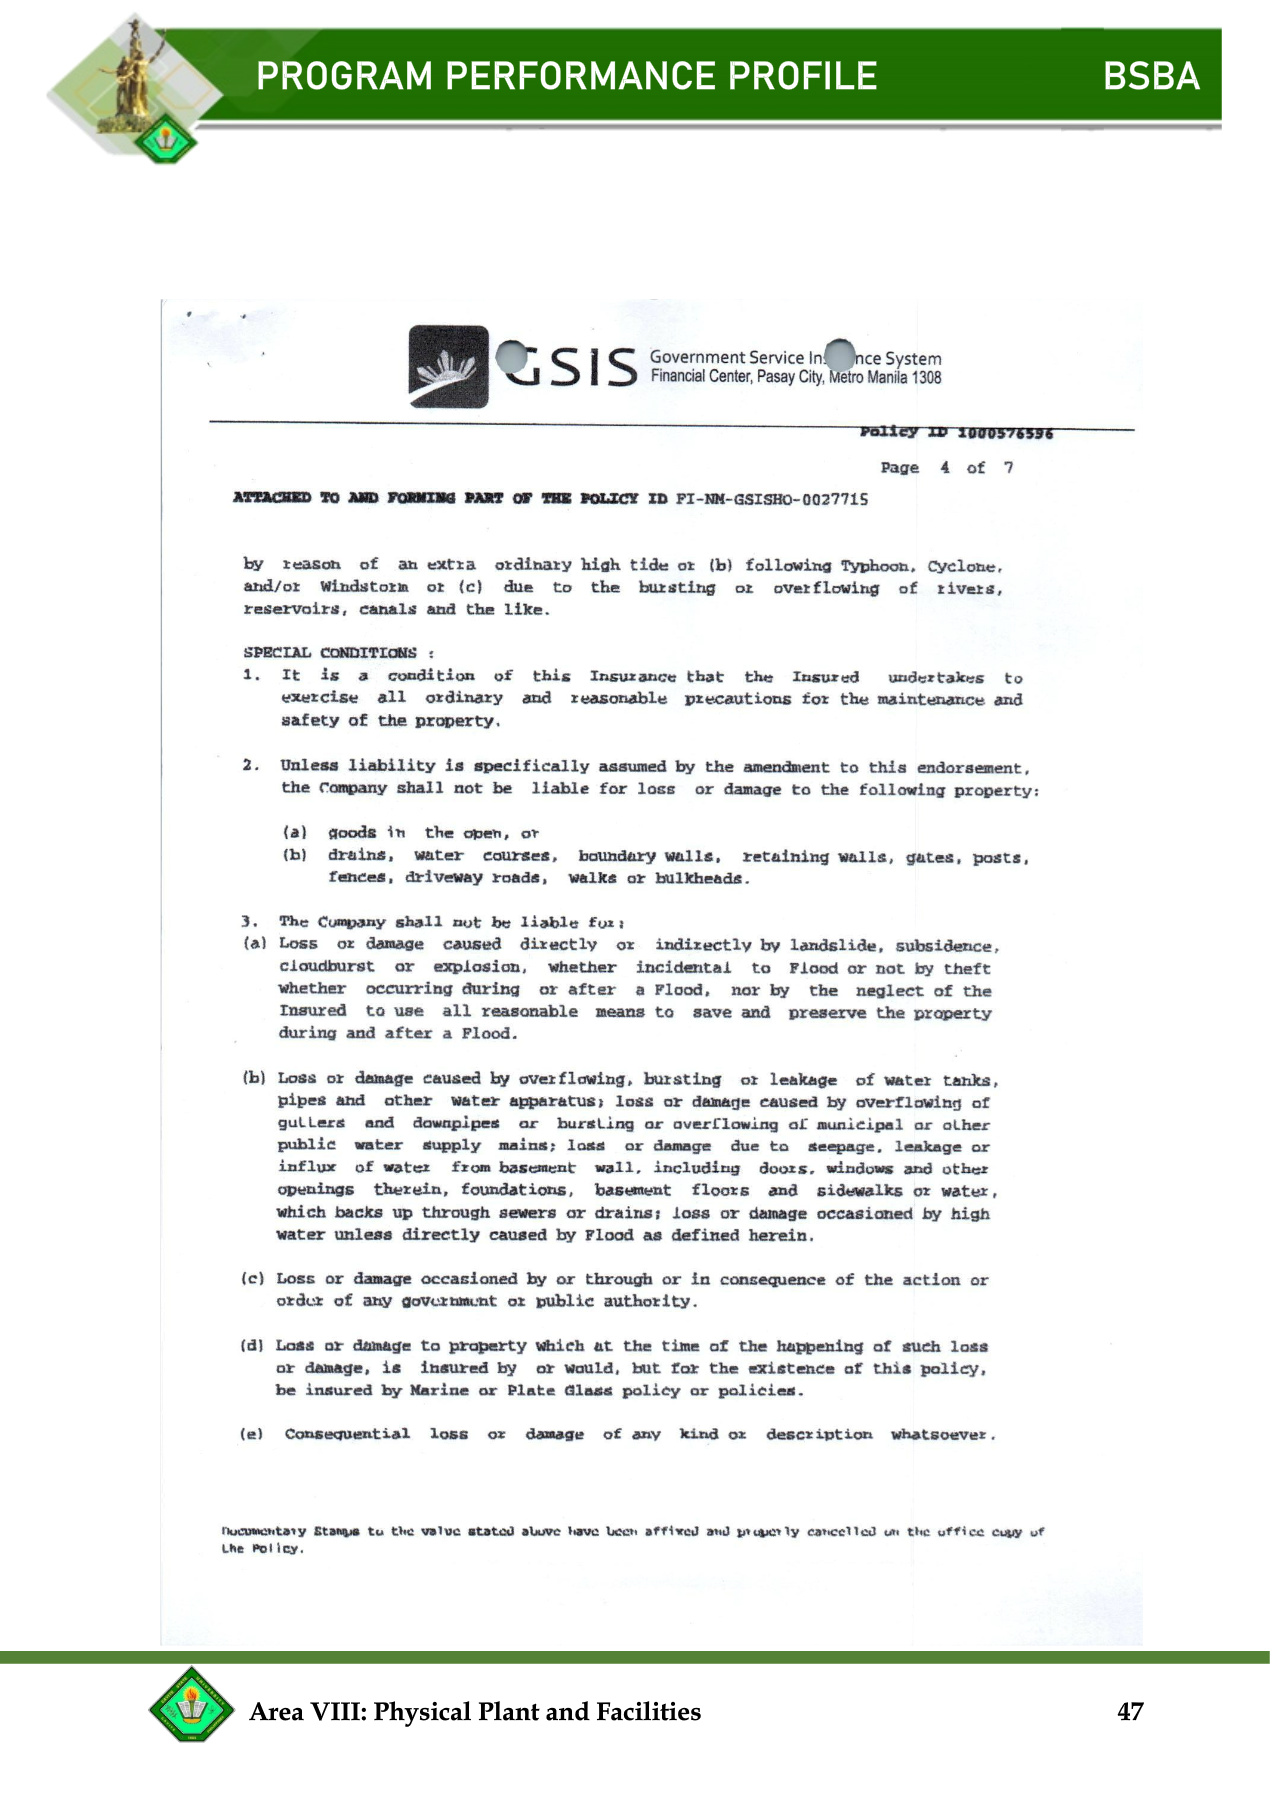 PROGRAM PERFORMANCE PROFILE BSBA
GSIS Government Service Ins nce System
Financial Center, Pasay City, Metro Manila 1308
Policy ID 1000576596
Page 4 of 7
ATTACHED TO AND FORMING PART OF THE POLICY ID FI-NM-GSISHO-0027715
by reason of an extra ordinary high tide or (b) following Typhoon, Cyclone,
and/or Windstorm or (c) due to the bursting or overflowing of rivers,
reservoirs, canals and the like.
SPECIAL CONDITIONS :
1. It is a condition of this Insurance that the Insured undertakes to
exercise all ordinary and reasonable precautions for the maintenance and
safety of the property.
2. Unless liability is specifically assumed by the amendment to this endorsement,
the Company shall not be liable for loss or damage to the following property:
(a) goods in the open, or
(b) drains, water courses, boundary walls, retaining walls, gates, posts,
fences, driveway roads, walks or bulkheads.
3. The Company shall not be liable for:
(a) Loss or damage caused directly or indirectly by landslide, subsidence,
cloudburst or explosion, whether incidental to Flood or not by theft
whether occurring during or after a Flood, nor by the neglect of the
Insured to use all reasonable means to save and preserve the property
during and after a Flood.
(b) Loss or damage caused by overflowing, bursting or leakage of water tanks,
pipes and other water apparatus; loss or damage caused by overflowing of
gutters and downpipes or bursting or overflowing of municipal or other
public water supply mains; loss or damage due to seepage, leakage or
influx of water from basement wall, including doors, windows and other
openings therein, foundations, basement floors and sidewalks or water,
which backs up through sewers or drains; loss or damage occasioned by high
water unless directly caused by Flood as defined herein.
(c) Loss or damage occasioned by or through or in consequence of the action or
order of any government or public authority.
(d) Loss or damage to property which at the time of the happening of such loss
or damage, is insured by or would, but for the existence of this policy,
be insured by Marine or Plate Glass policy or policies.
(e) Consequential loss or damage of any kind or description whatsoever.
Documentary Stamps to the value stated above have been affixed and properly cancelled on the office copy of
the Policy.
Area VIII: Physical Plant and Facilities 47